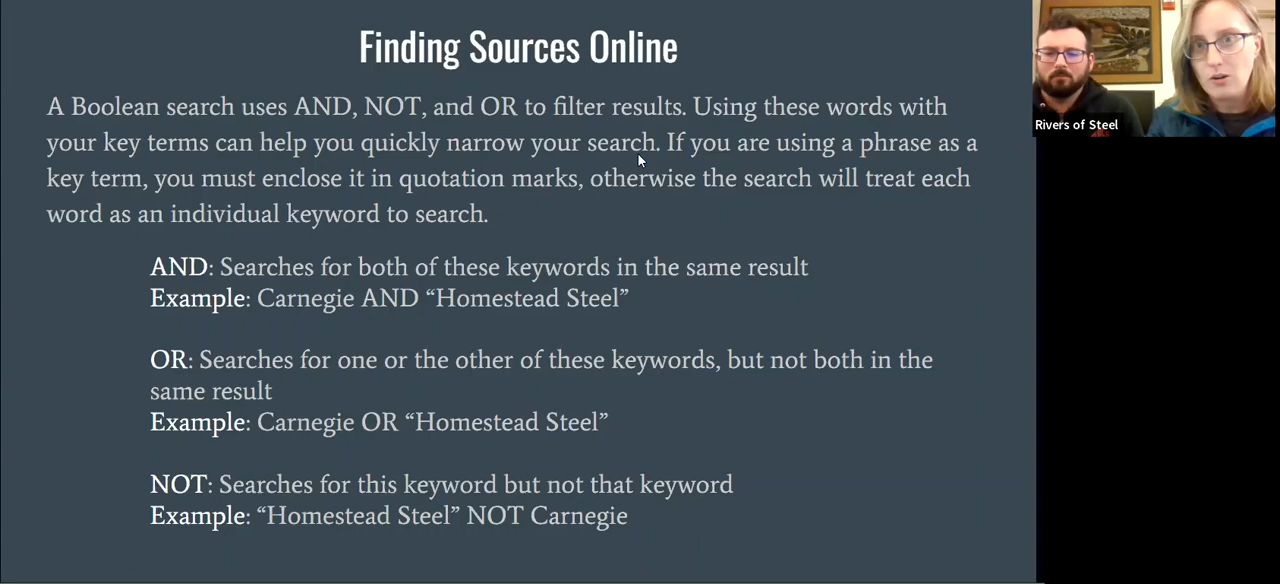 Finding Sources Online
A Boolean search uses AND, NOT, and OR to filter results. Using these words with
your key terms can help you quickly narrow your search. If you are using a phrase as a
key term, you must enclose it in quotation marks, otherwise the search will treat each
word as an individual keyword to search.
AND: Searches for both of these keywords in the same result
Example: Carnegie AND “Homestead Steel”
OR: Searches for one or the other of these keywords, but not both in the
same result
Example: Carnegie OR “Homestead Steel”
NOT: Searches for this keyword but not that keyword
Example: “Homestead Steel” NOT Carnegie
Rivers of Steel